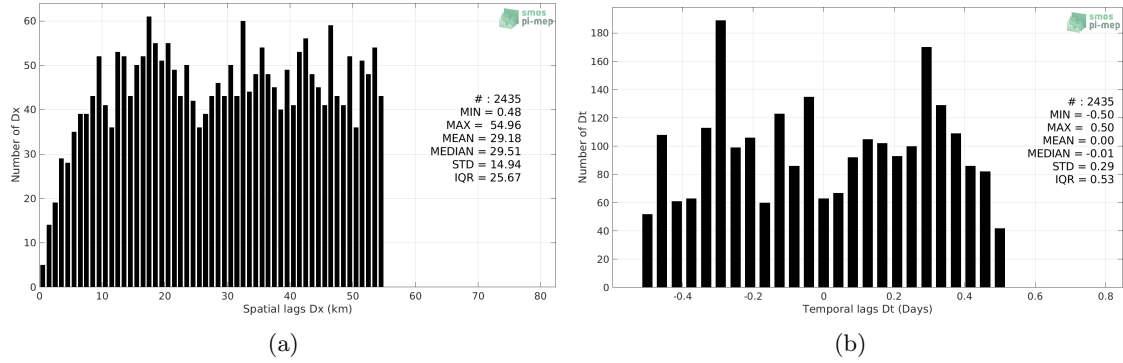 60
50
40
30
20
10
0
Number of Dx
smos
pi-mep
# : 2435
MIN = 0.48
MAX = 54.96
MEAN = 29.18
MEDIAN = 29.51
STD = 14.94
IQR = 25.67
0 10 20 30 40 50 60 70 80
Spatial lags Dx (km)
(a)
180
160
140
120
100
80
60
40
20
0
Number of Dt
smos
pi-mep
# : 2435
MIN = -0.50
MAX = 0.50
MEAN = 0.00
MEDIAN = -0.01
STD = 0.29
IQR = 0.53
-0.4 -0.2 0 0.2 0.4 0.6 0.8
Temporal lags Dt (Days)
(b)